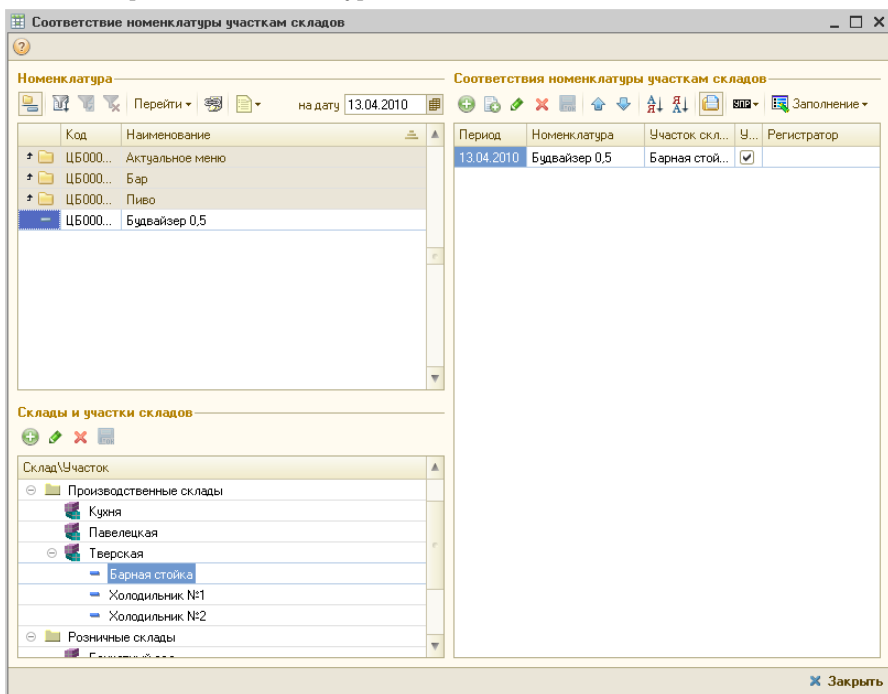 Соответствие номенклатуры участкам складов
Номенклатура
Перейти
на дату 13.04.2010
Код Наименование
ЦБ000... Актуальное меню
ЦБ000... Бар
ЦБ000... Пиво
ЦБ000... Будвайзер 0,5
Склады и участки складов
Склад\Участок
Производственные склады
Кухня
Павелецкая
Тверская
Барная стойка
Холодильник №1
Холодильник №2
Розничные склады
Соответствия номенклатуры участкам складов
Заполнение
Период Номенклатура Участок скл... У... Регистратор
13.04.2010 Будвайзер 0,5 Барная стой...
Закрыть